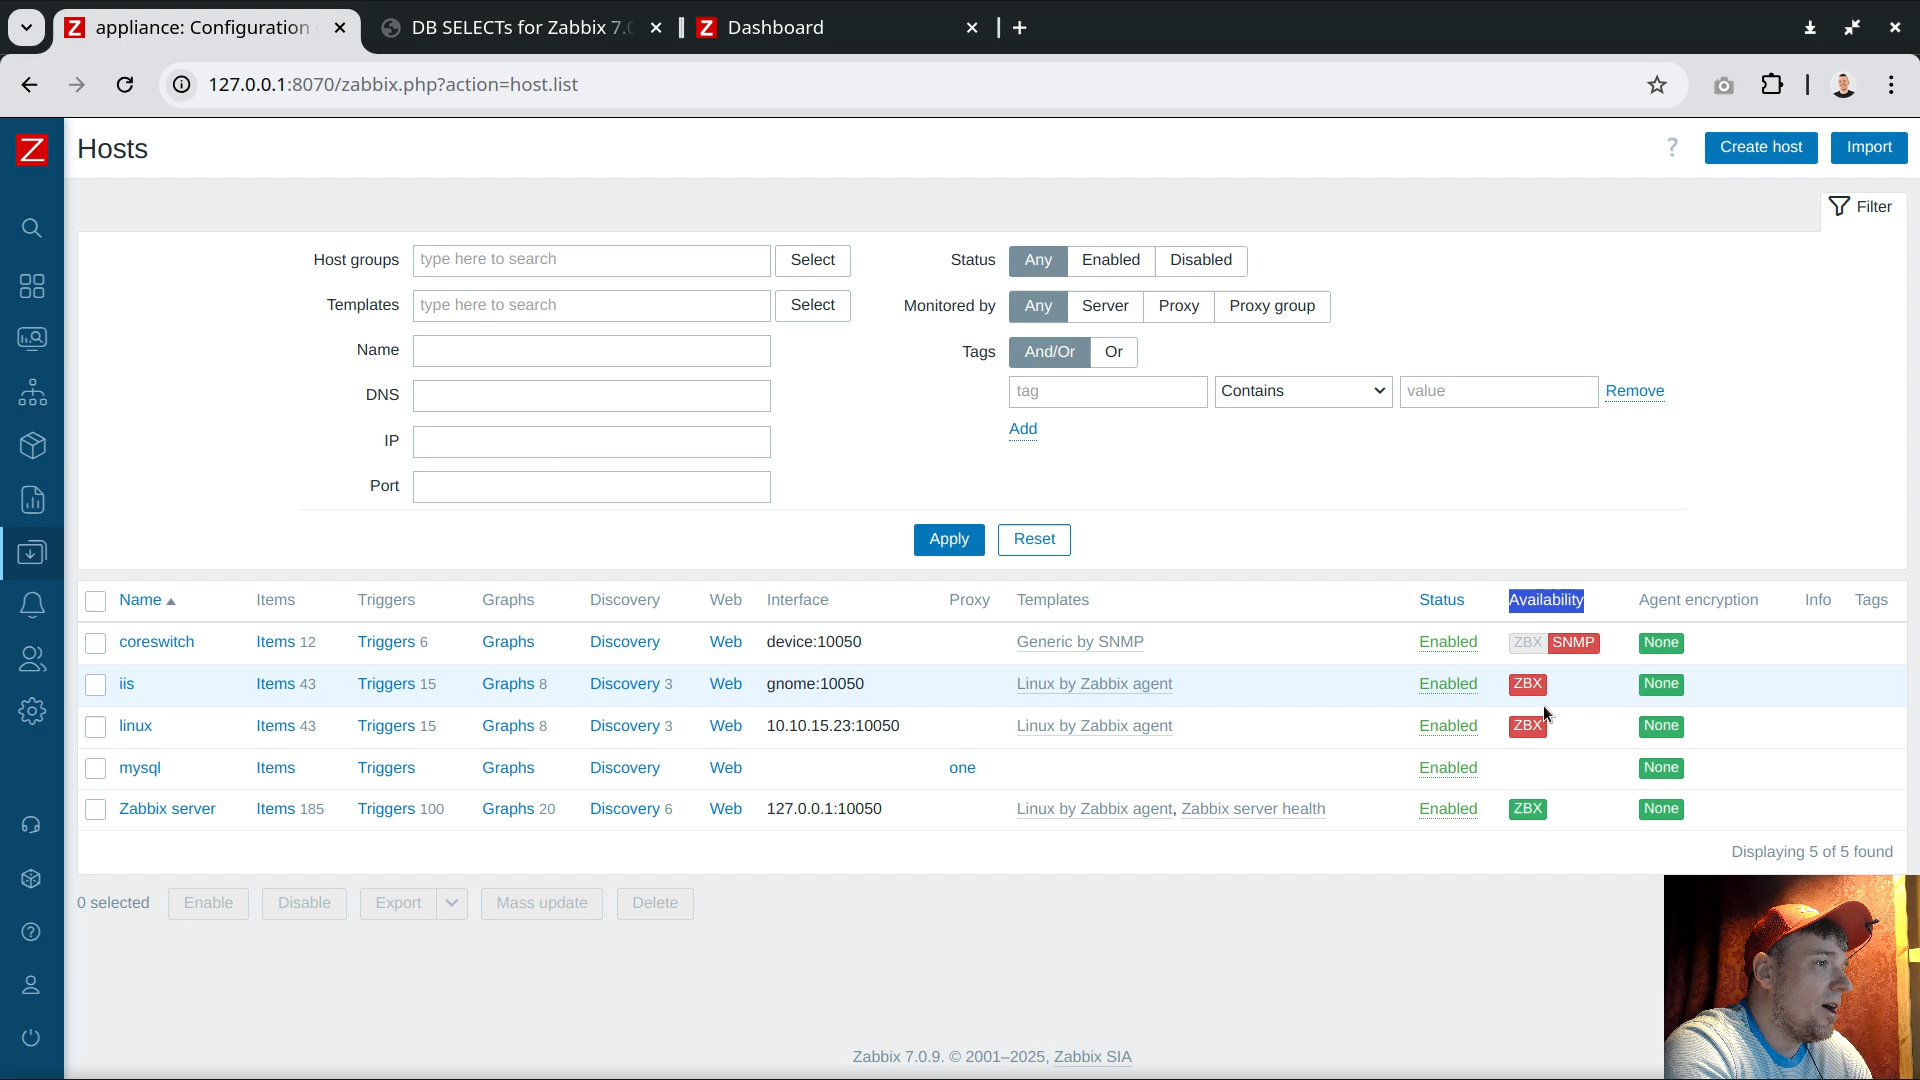 appliance: Configuration
DB SELECTs for Zabbix 7.0
Z Dashboard
127.0.0.1:8070/zabbix.php?action=host.list
Z
Hosts
? Create host Import
Filter
Host groups type here to search Select
Status Any Enabled Disabled
Templates type here to search Select
Monitored by Any Server Proxy Proxy group
Name
Tags And/Or Or
DNS
tag Contains value Remove
IP
Add
Port
Apply Reset
Name Items Triggers Graphs Discovery Web Interface Proxy Templates Status Availability Agent encryption Info Tags
coreswitch Items 12 Triggers 6 Graphs Discovery Web device:10050 Generic by SNMP Enabled ZBX SNMP None
iis Items 43 Triggers 15 Graphs 8 Discovery 3 Web gnome:10050 Linux by Zabbix agent Enabled ZBX None
linux Items 43 Triggers 15 Graphs 8 Discovery 3 Web 10.10.15.23:10050 Linux by Zabbix agent Enabled ZBX None
mysql Items Triggers Graphs Discovery Web one Enabled None
Zabbix server Items 185 Triggers 100 Graphs 20 Discovery 6 Web 127.0.0.1:10050 Linux by Zabbix agent, Zabbix server health Enabled ZBX None
Displaying 5 of 5 found
0 selected Enable Disable Export Mass update Delete
Zabbix 7.0.9. © 2001–2025, Zabbix SIA